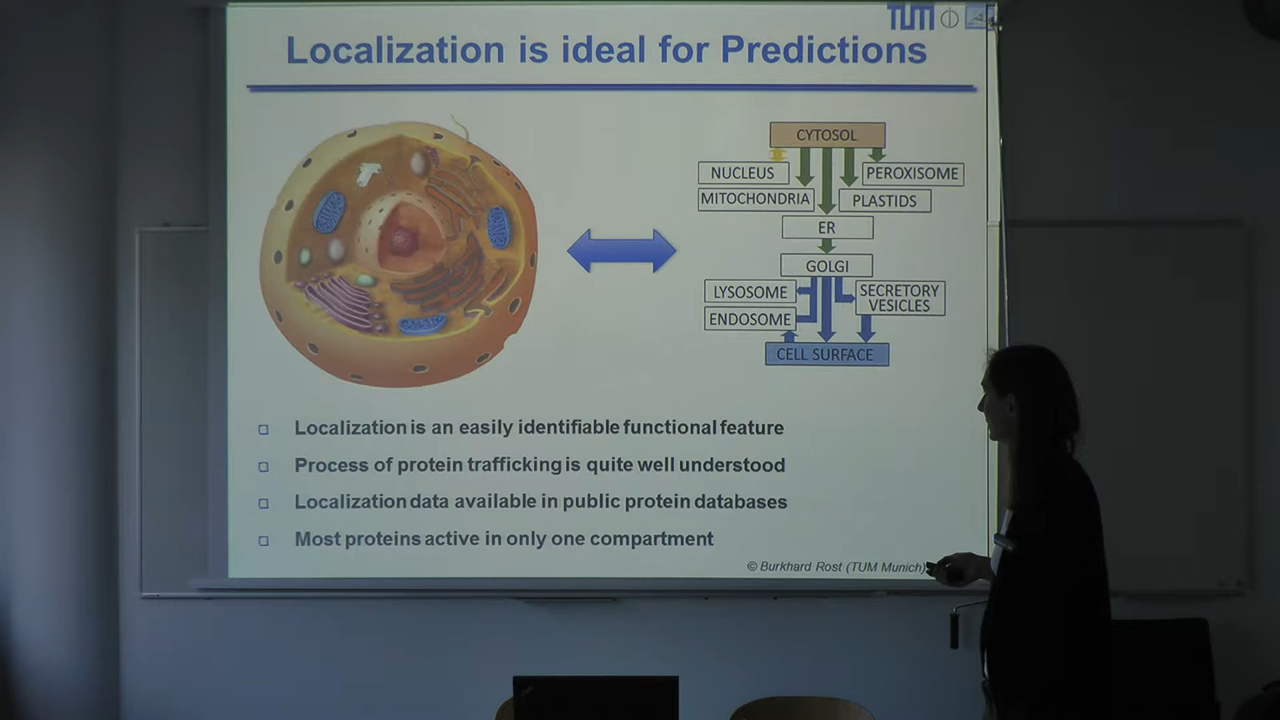 TUM
Localization is ideal for Predictions
CYTOSOL
NUCLEUS
PEROXISOME
MITOCHONDRIA
PLASTIDS
ER
GOLGI
LYSOSOME
SECRETORY
VESICLES
ENDOSOME
CELL SURFACE
Localization is an easily identifiable functional feature
Process of protein trafficking is quite well understood
Localization data available in public protein databases
Most proteins active in only one compartment
© Burkhard Rost (TUM Munich)